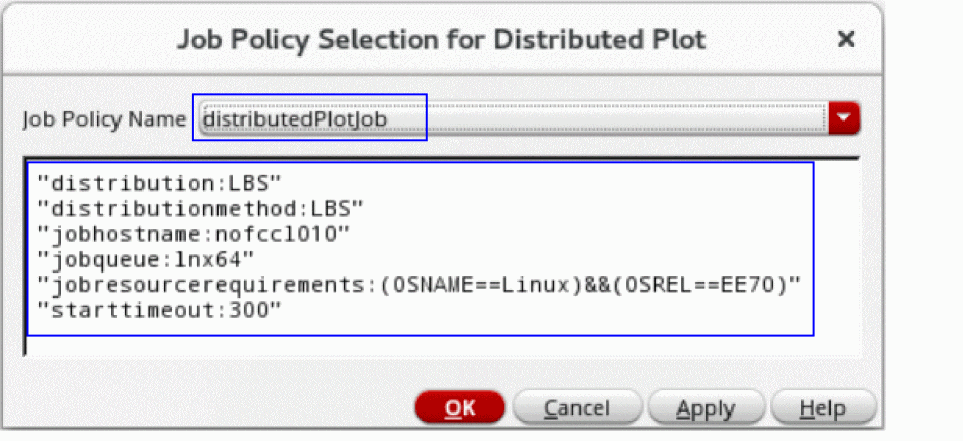 Job Policy Selection for Distributed Plot
Job Policy Name distributedPlotJob
"distribution:LBS"
"distributionmethod:LBS"
"jobhostname:nofccl010"
"jobqueue:lnx64"
"jobresourcerequirements:(OSNAME==Linux)&&(OSREL==EE70)"
"starttimeout:300"
OK Cancel Apply Help